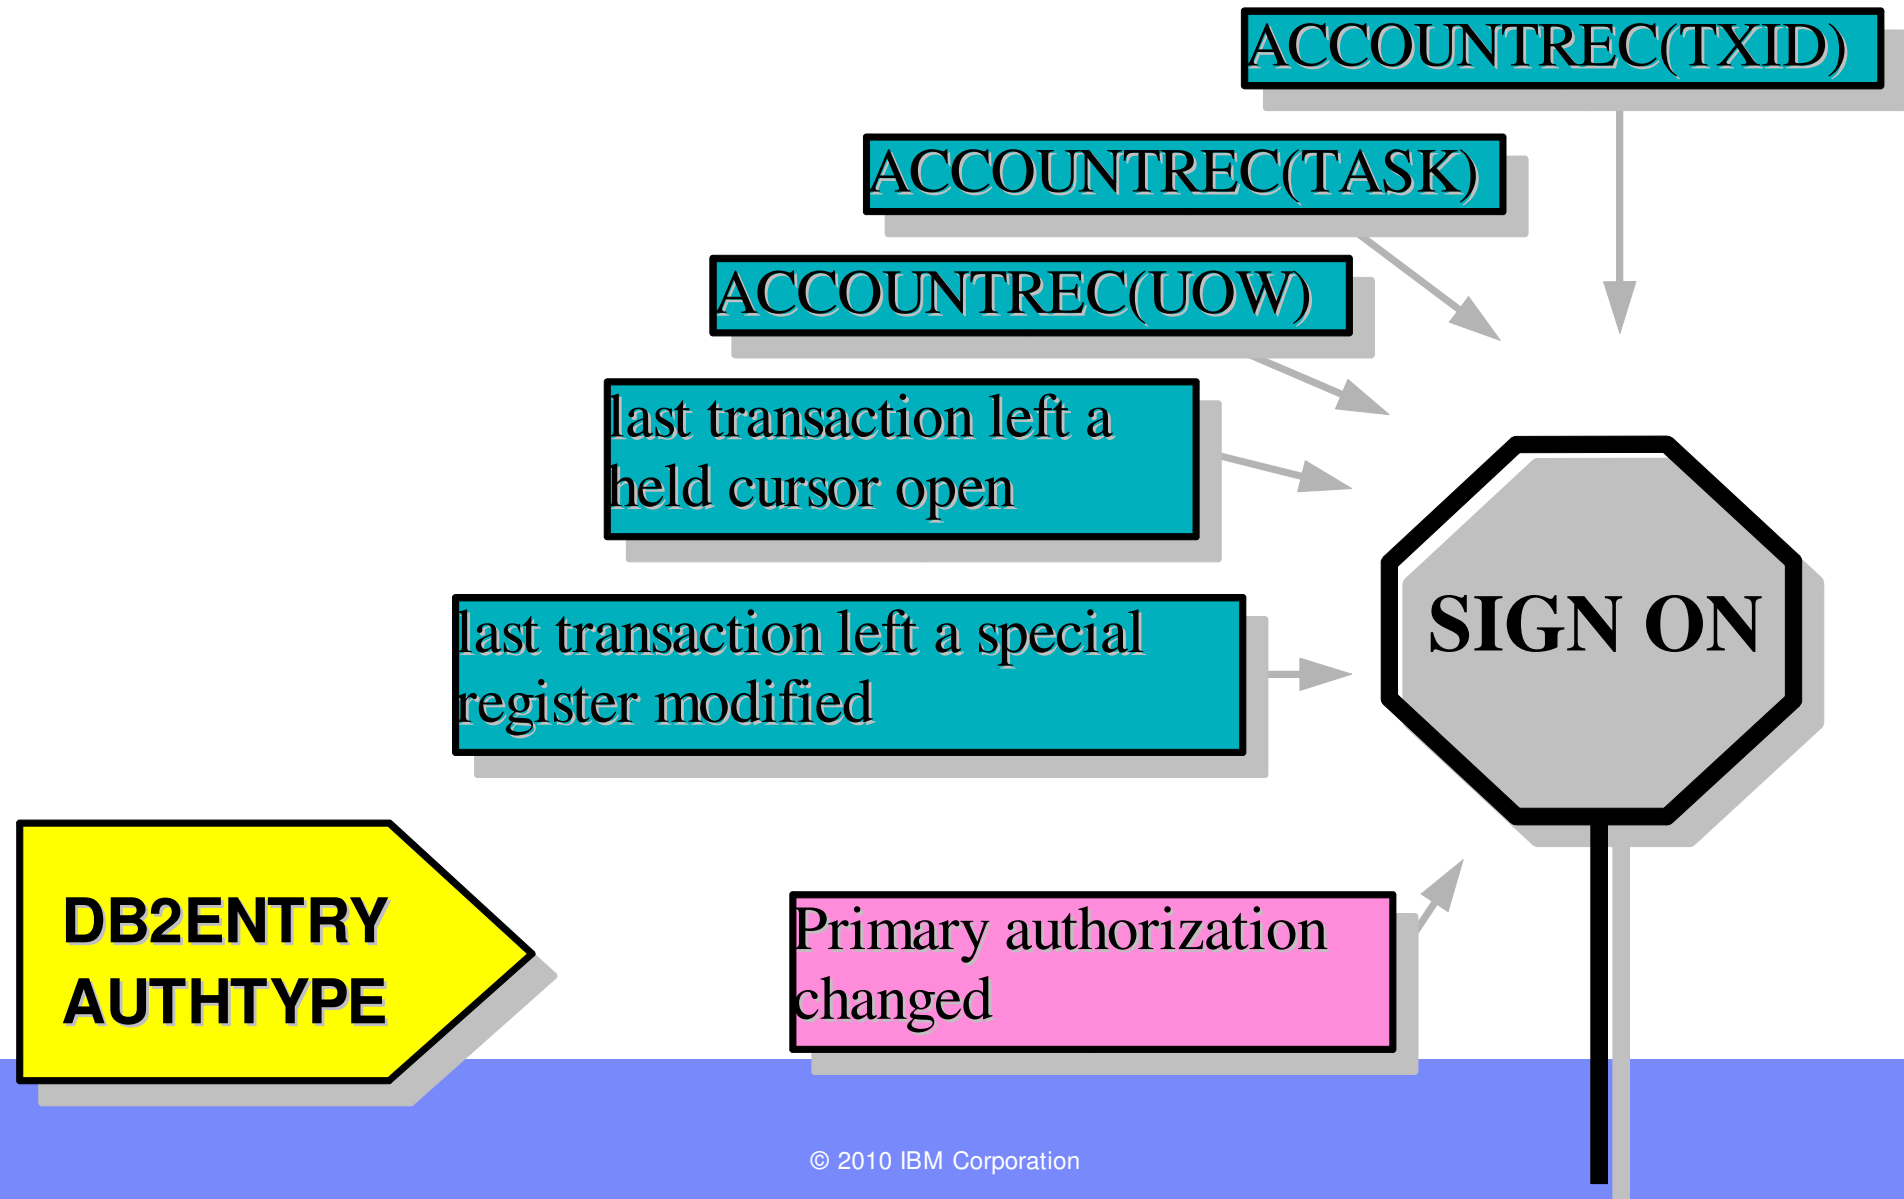 ACCOUNTREC(TXID)
ACCOUNTREC(TASK)
ACCOUNTREC(UOW)
last transaction left a
held cursor open
last transaction left a special
register modified
SIGN ON
DB2ENTRY
AUTHTYPE
Primary authorization
changed
© 2010 IBM Corporation